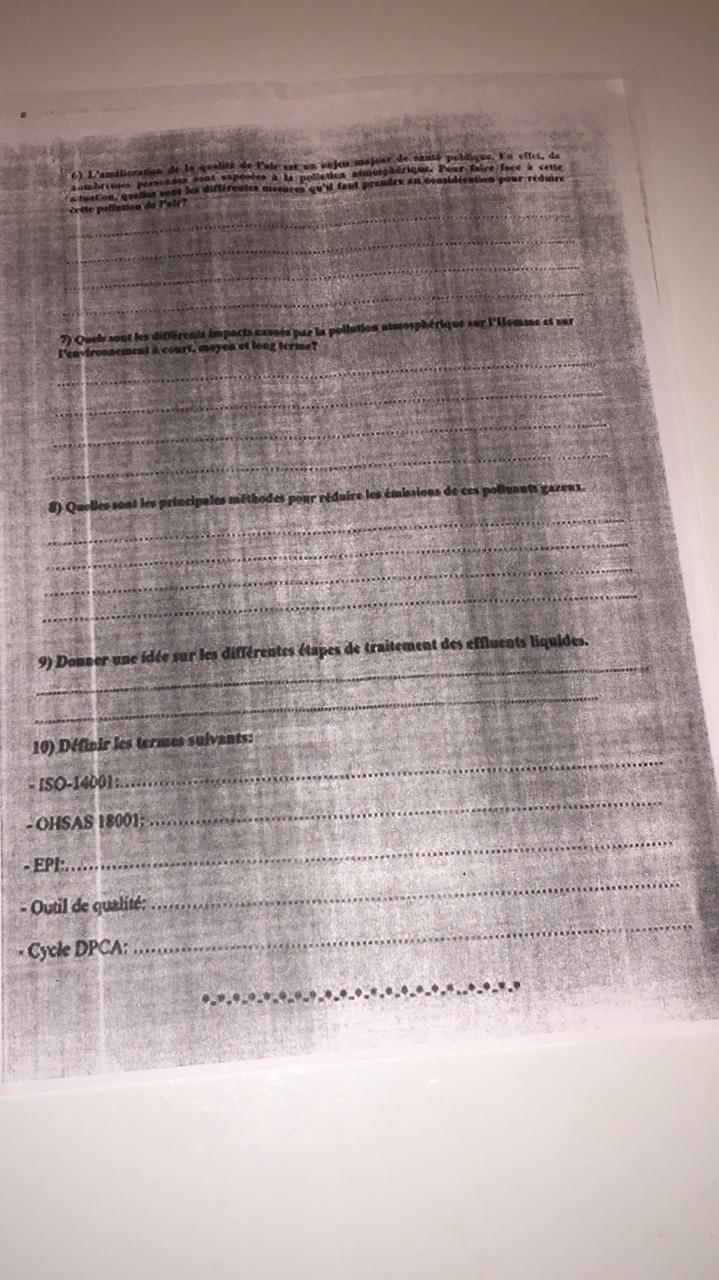 6) L'amélioration de la qualité de l'air est un enjeu majeur de santé publique. En effet, de
nombreuses personnes sont exposées à la pollution atmosphérique. Pour faire face à cette
situation, quelles sont les différentes mesures qu'il faut prendre en considération pour réduire
cette pollution de l'air?
7) Quels sont les différents impacts causés par la pollution atmosphérique sur l'Homme et sur
l'environnement à court, moyen et long terme?
8) Quelles sont les principales méthodes pour réduire les émissions de ces polluants gazeux.
9) Donner une idée sur les différentes étapes de traitement des effluents liquides.
10) Définir les termes suivants:
- ISO-14001:
- OHSAS 18001:
- EPI:
- Outil de qualité:
- Cycle DPCA: